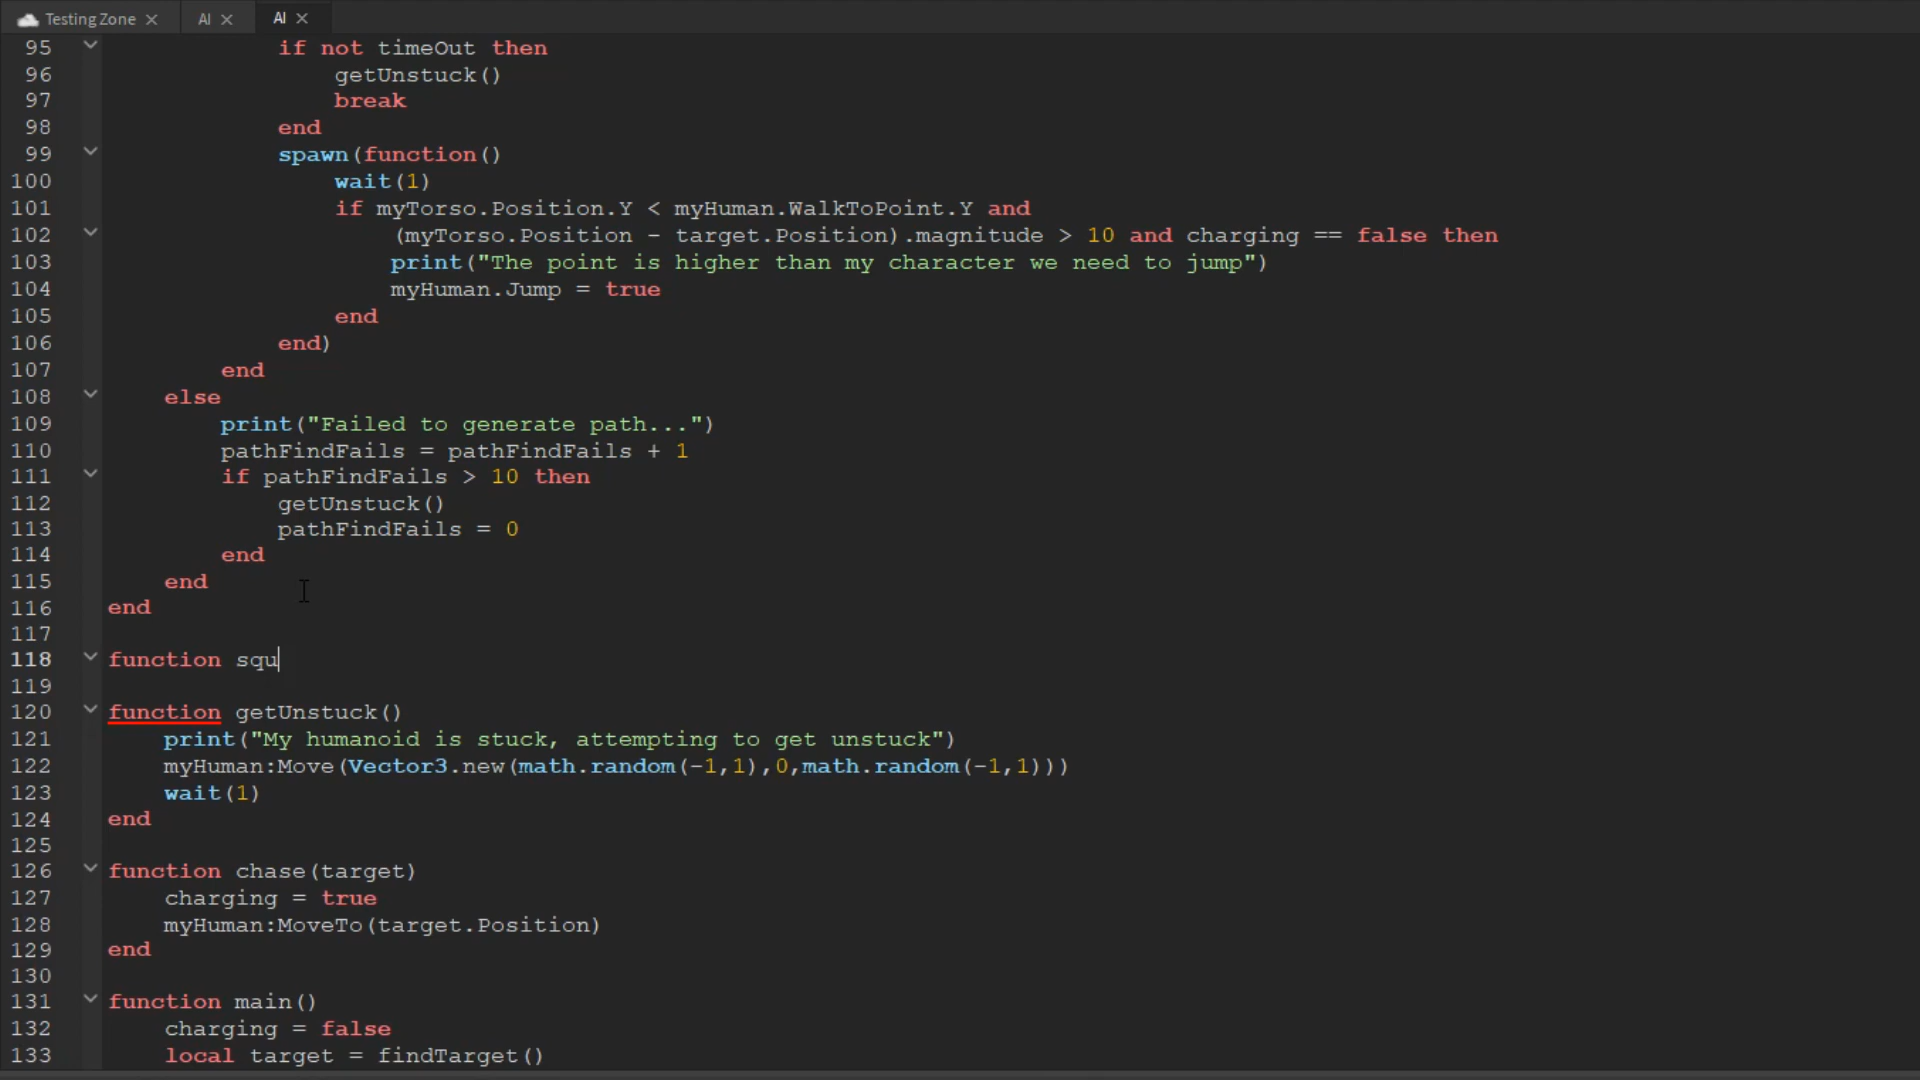 Testing Zone AI AI
95 if not timeOut then
96 getUnstuck()
97 break
98 end
99 spawn(function()
100 wait(1)
101 if myTorso.Position.Y < myHuman.WalkToPoint.Y and
102 (myTorso.Position - target.Position).magnitude > 10 and charging == false then
103 print("The point is higher than my character we need to jump")
104 myHuman.Jump = true
105 end
106 end)
107 end
108 else
109 print("Failed to generate path...")
110 pathFindFails = pathFindFails + 1
111 if pathFindFails > 10 then
112 getUnstuck()
113 pathFindFails = 0
114 end
115 end
116 end
117
118 function squ
119
120 function getUnstuck()
121 print("My humanoid is stuck, attempting to get unstuck")
122 myHuman:Move(Vector3.new(math.random(-1,1),0,math.random(-1,1)))
123 wait(1)
124 end
125
126 function chase(target)
127 charging = true
128 myHuman:MoveTo(target.Position)
129 end
130
131 function main()
132 charging = false
133 local target = findTarget()